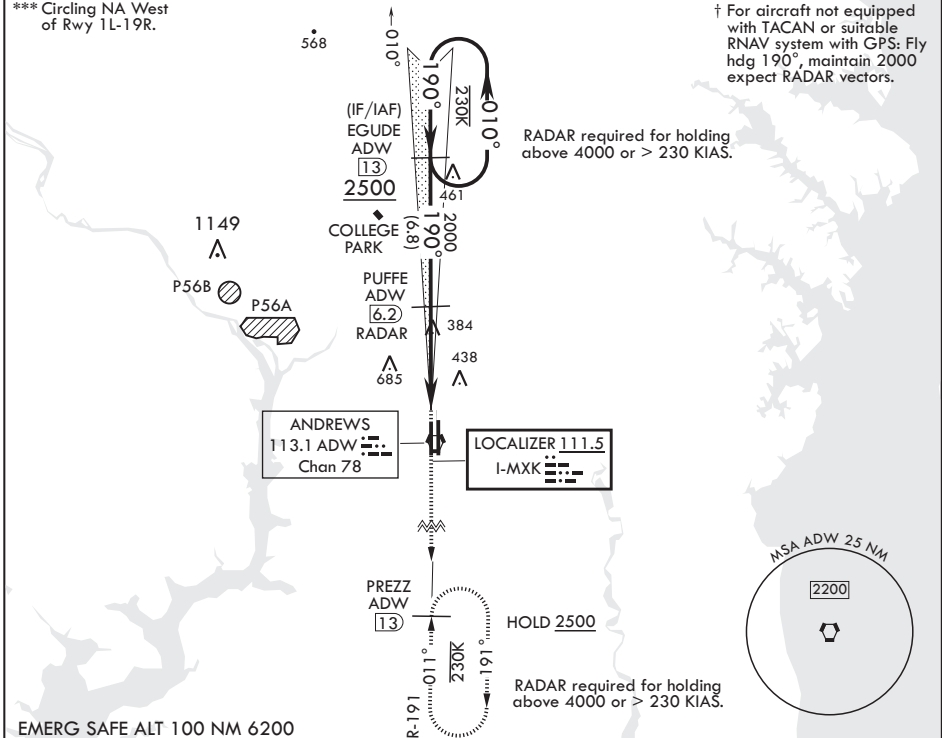 *** Circling NA West
of Rwy 1L-19R.
568
010°
† For aircraft not equipped
with TACAN or suitable
RNAV system with GPS: Fly
hdg 190°, maintain 2000
expect RADAR vectors.
190°
230K
010°
(IF/IAF)
EGUDE
ADW
13
2500
RADAR required for holding
above 4000 or > 230 KIAS.
461
COLLEGE
PARK
(6.8)
190°
2000
1149
P56B
P56A
PUFFE
ADW
6.2
RADAR
384
685
438
ANDREWS
113.1 ADW
Chan 78
LOCALIZER 111.5
I-MXK
PREZZ
ADW
13
HOLD 2500
011°
230K
191°
R-191
RADAR required for holding
above 4000 or > 230 KIAS.
MSA ADW 25 NM
2200
EMERG SAFE ALT 100 NM 6200